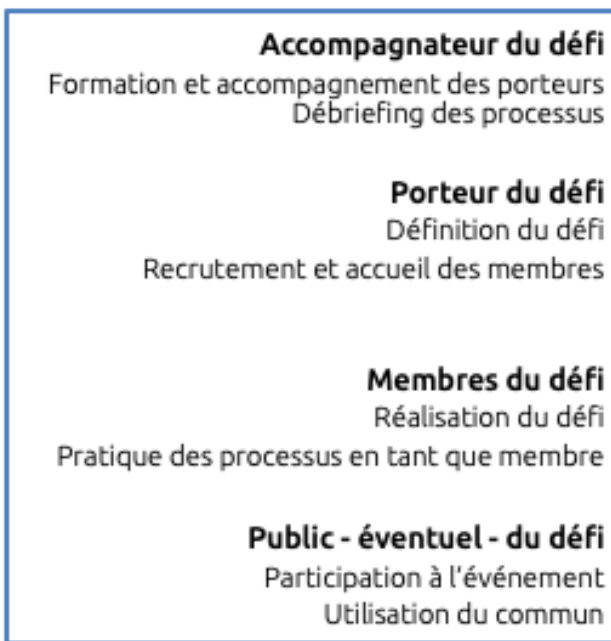 Accompagnateur du défi
Formation et accompagnement des porteurs
Débriefing des processus
Porteur du défi
Définition du défi
Recrutement et accueil des membres
Membres du défi
Réalisation du défi
Pratique des processus en tant que membre
Public - éventuel - du défi
Participation à l'événement
Utilisation du commun